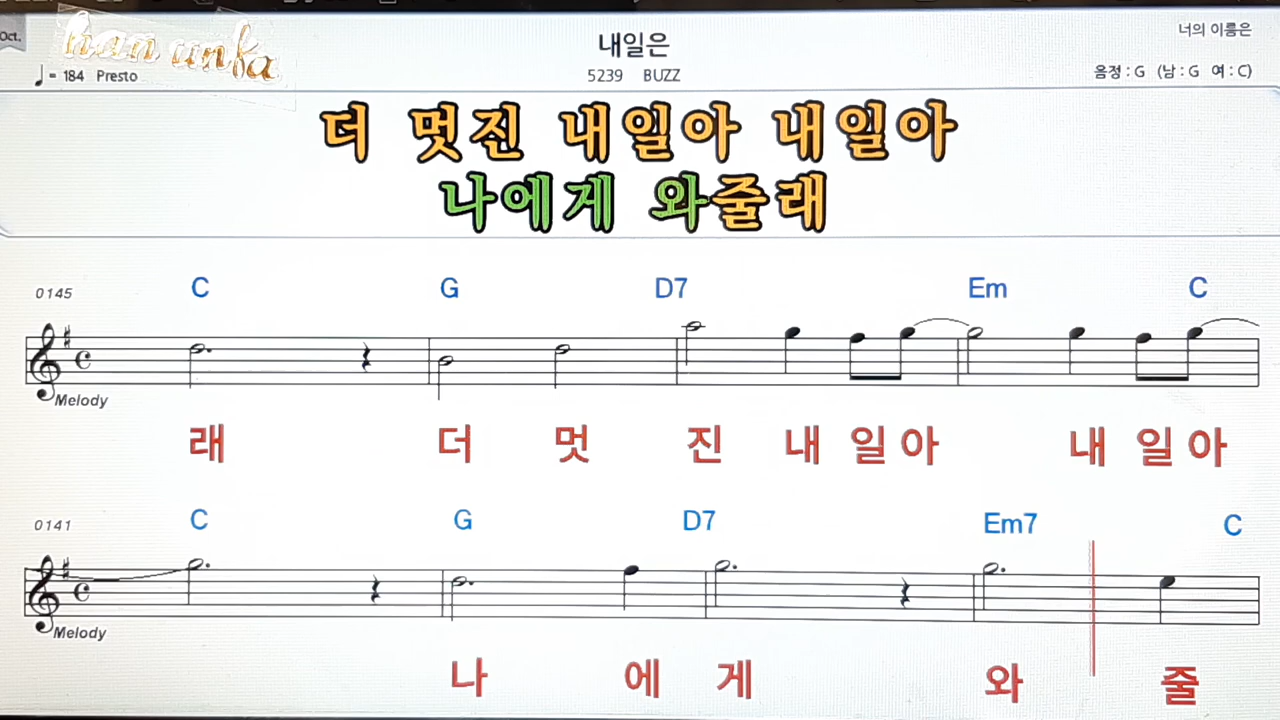 Oct.
han unka
내일은
너의 이름은
♩= 184 Presto
5239 BUZZ
음정 : G (남 : G 여 : C)
더 멋진 내일아 내일아
나에게 와줄래
0145 C G D7 Em C
Melody
래 더 멋 진 내 일 아 내 일 아
0141 C G D7 Em7 C
Melody
나 에 게 와 줄